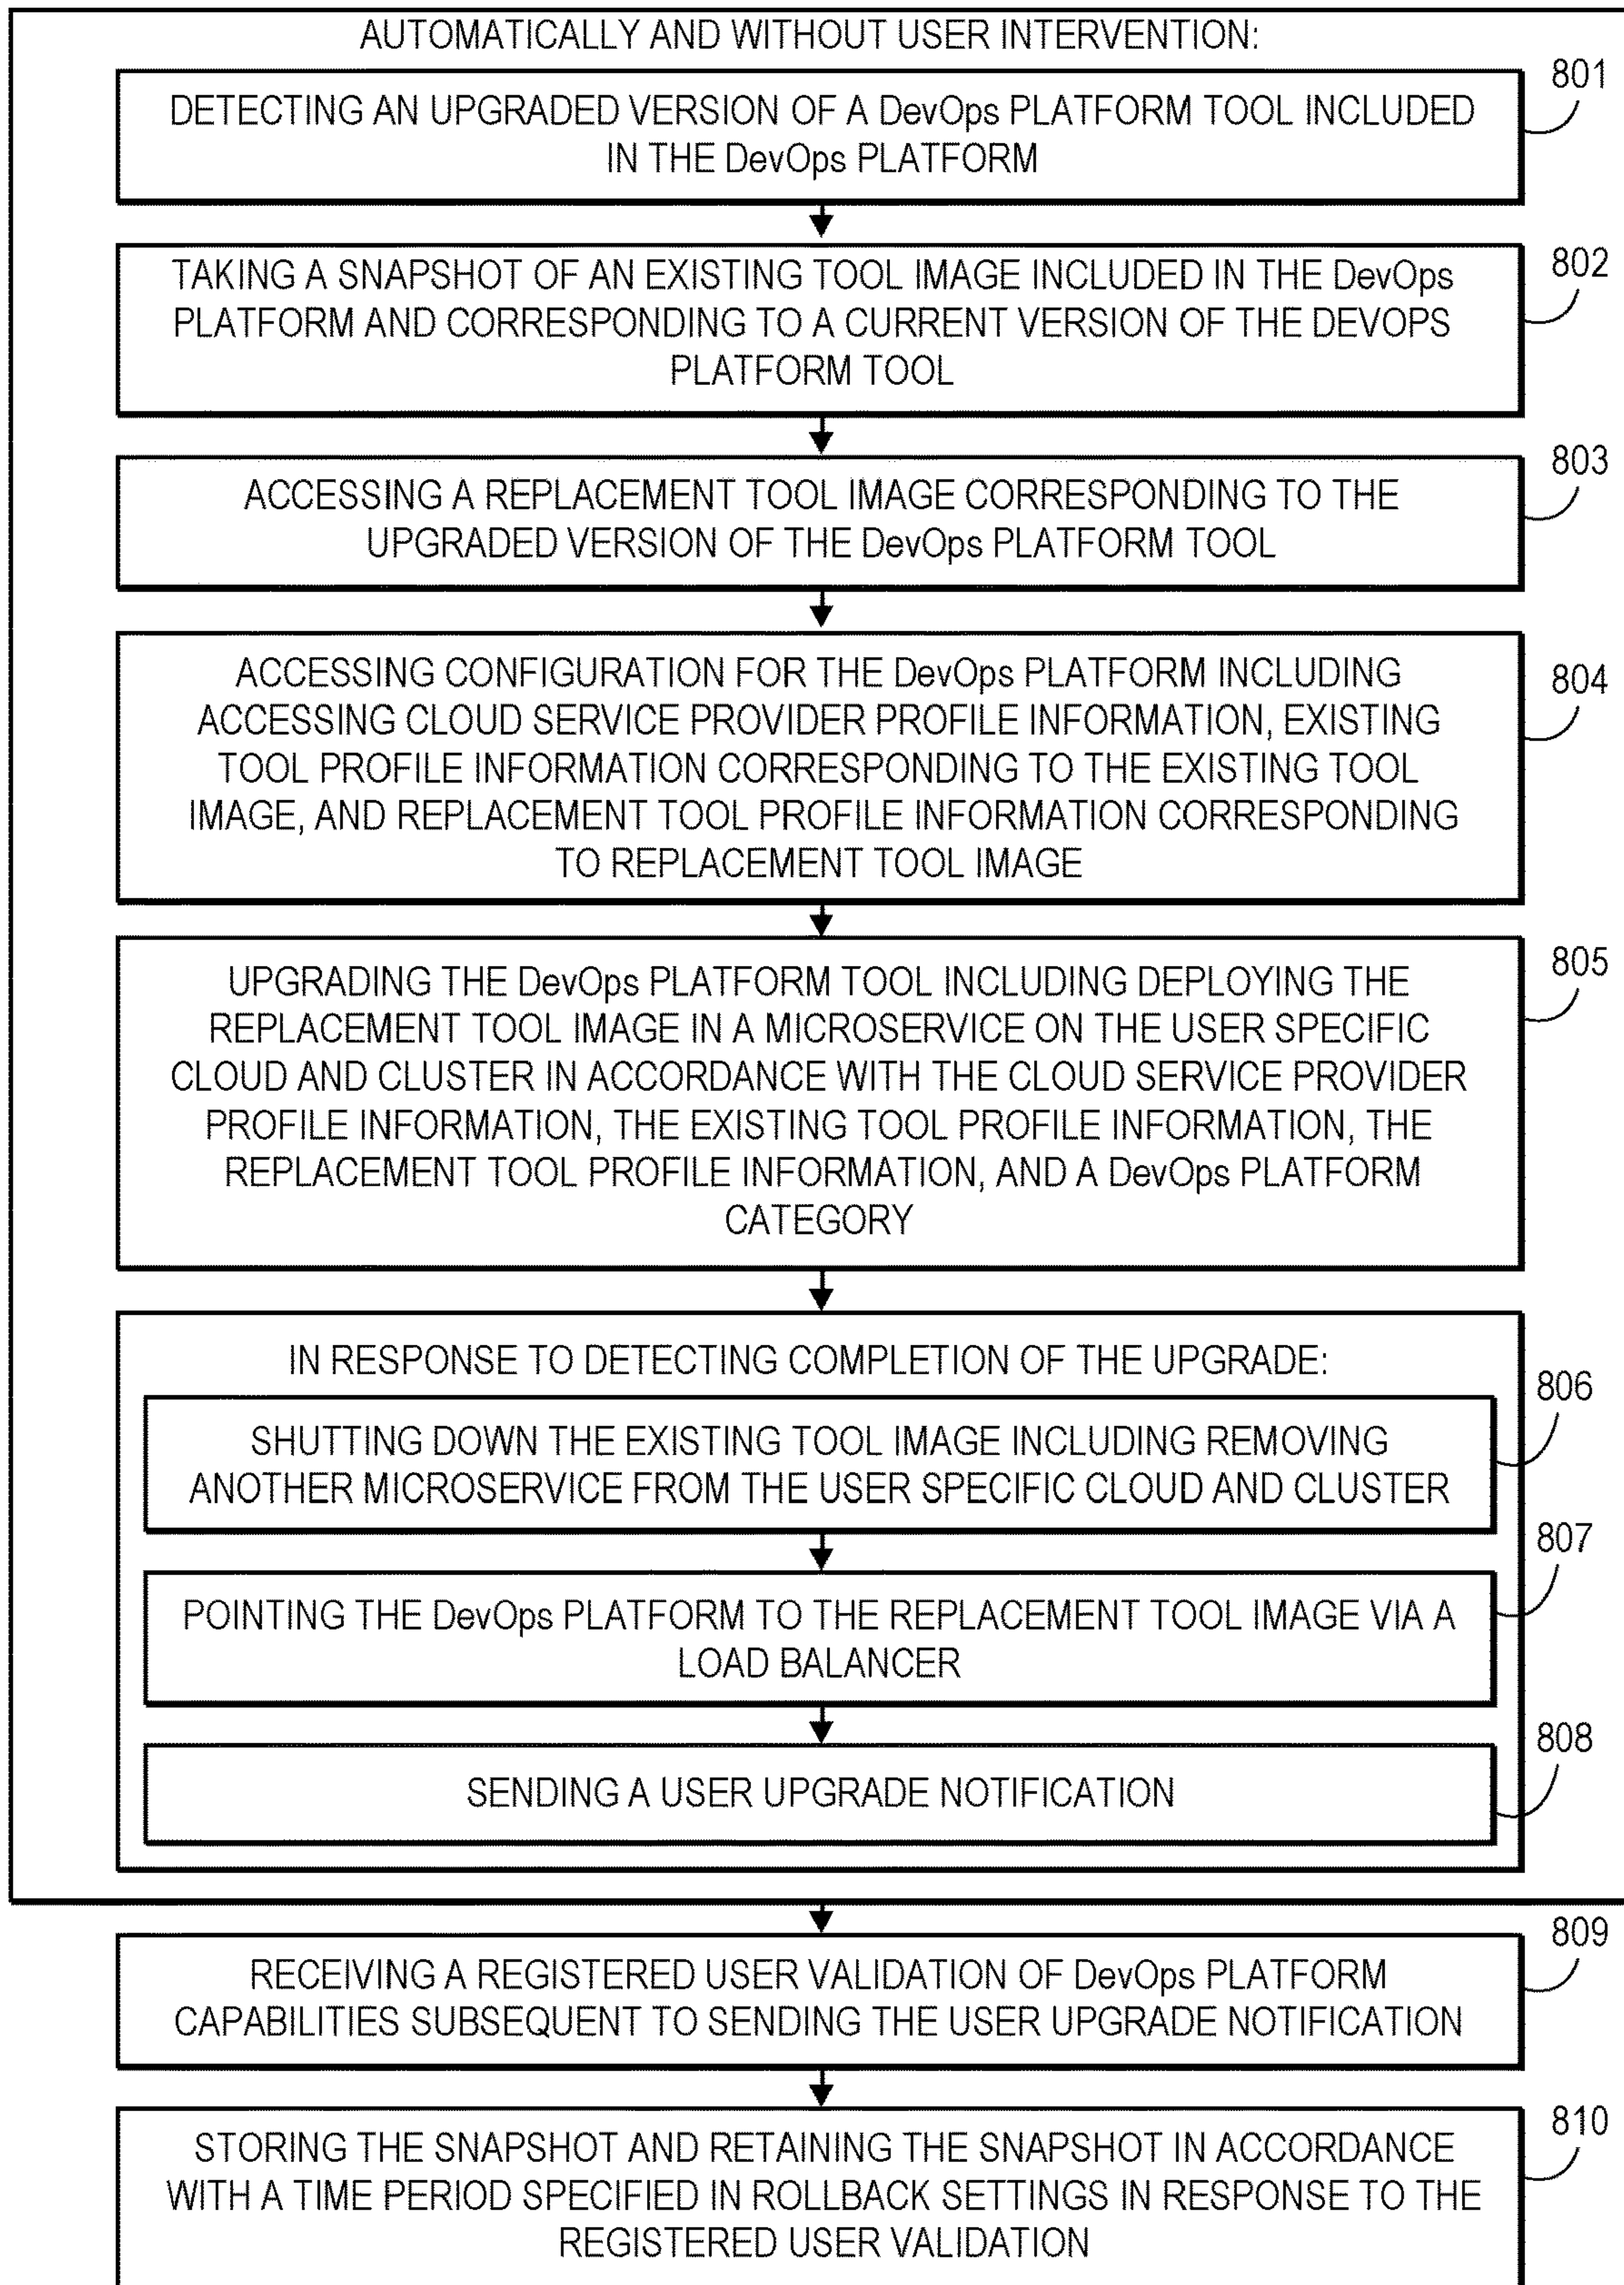 AUTOMATICALLY AND WITHOUT USER INTERVENTION:
801
DETECTING AN UPGRADED VERSION OF A DevOps PLATFORM TOOL INCLUDED
IN THE DevOps PLATFORM
802
TAKING A SNAPSHOT OF AN EXISTING TOOL IMAGE INCLUDED IN THE DevOps
PLATFORM AND CORRESPONDING TO A CURRENT VERSION OF THE DEVOPS
PLATFORM TOOL
803
ACCESSING A REPLACEMENT TOOL IMAGE CORRESPONDING TO THE
UPGRADED VERSION OF THE DevOps PLATFORM TOOL
804
ACCESSING CONFIGURATION FOR THE DevOps PLATFORM INCLUDING
ACCESSING CLOUD SERVICE PROVIDER PROFILE INFORMATION, EXISTING
TOOL PROFILE INFORMATION CORRESPONDING TO THE EXISTING TOOL
IMAGE, AND REPLACEMENT TOOL PROFILE INFORMATION CORRESPONDING
TO REPLACEMENT TOOL IMAGE
805
UPGRADING THE DevOps PLATFORM TOOL INCLUDING DEPLOYING THE
REPLACEMENT TOOL IMAGE IN A MICROSERVICE ON THE USER SPECIFIC
CLOUD AND CLUSTER IN ACCORDANCE WITH THE CLOUD SERVICE PROVIDER
PROFILE INFORMATION, THE EXISTING TOOL PROFILE INFORMATION, THE
REPLACEMENT TOOL PROFILE INFORMATION, AND A DevOps PLATFORM
CATEGORY
IN RESPONSE TO DETECTING COMPLETION OF THE UPGRADE:
806
SHUTTING DOWN THE EXISTING TOOL IMAGE INCLUDING REMOVING
ANOTHER MICROSERVICE FROM THE USER SPECIFIC CLOUD AND CLUSTER
807
POINTING THE DevOps PLATFORM TO THE REPLACEMENT TOOL IMAGE VIA A
LOAD BALANCER
808
SENDING A USER UPGRADE NOTIFICATION
809
RECEIVING A REGISTERED USER VALIDATION OF DevOps PLATFORM
CAPABILITIES SUBSEQUENT TO SENDING THE USER UPGRADE NOTIFICATION
810
STORING THE SNAPSHOT AND RETAINING THE SNAPSHOT IN ACCORDANCE
WITH A TIME PERIOD SPECIFIED IN ROLLBACK SETTINGS IN RESPONSE TO THE
REGISTERED USER VALIDATION